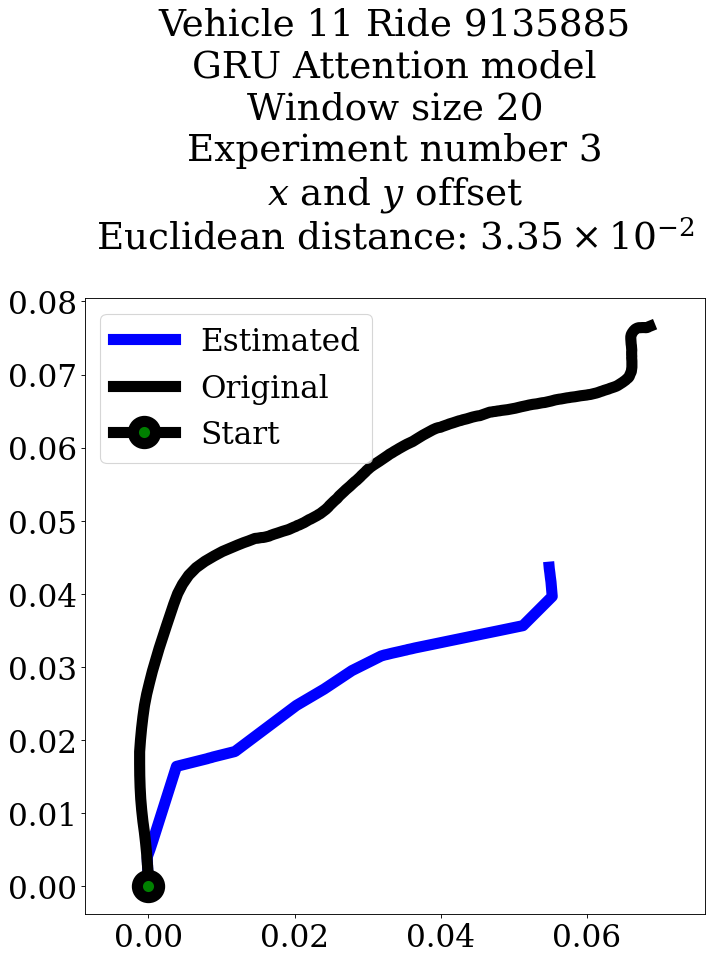 Vehicle 11 Ride 9135885
GRU Attention model
Window size 20
Experiment number 3
x and y offset
Euclidean distance: 3.35 × 10⁻²
0.08
0.07
0.06
0.05
0.04
0.03
0.02
0.01
0.00
Estimated
Original
Start
0.00 0.02 0.04 0.06